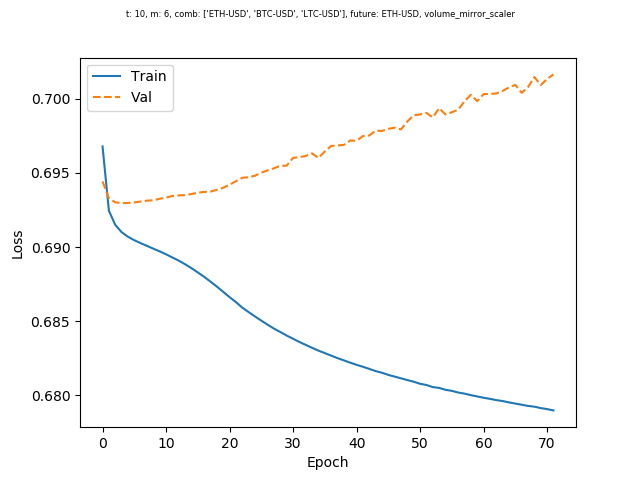 t: 10, m: 6, comb: ['ETH-USD', 'BTC-USD', 'LTC-USD'], future: ETH-USD, volume_mirror_scaler
Train
Val
0.700
0.695
0.690
0.685
0.680
Loss
0 10 20 30 40 50 60 70
Epoch